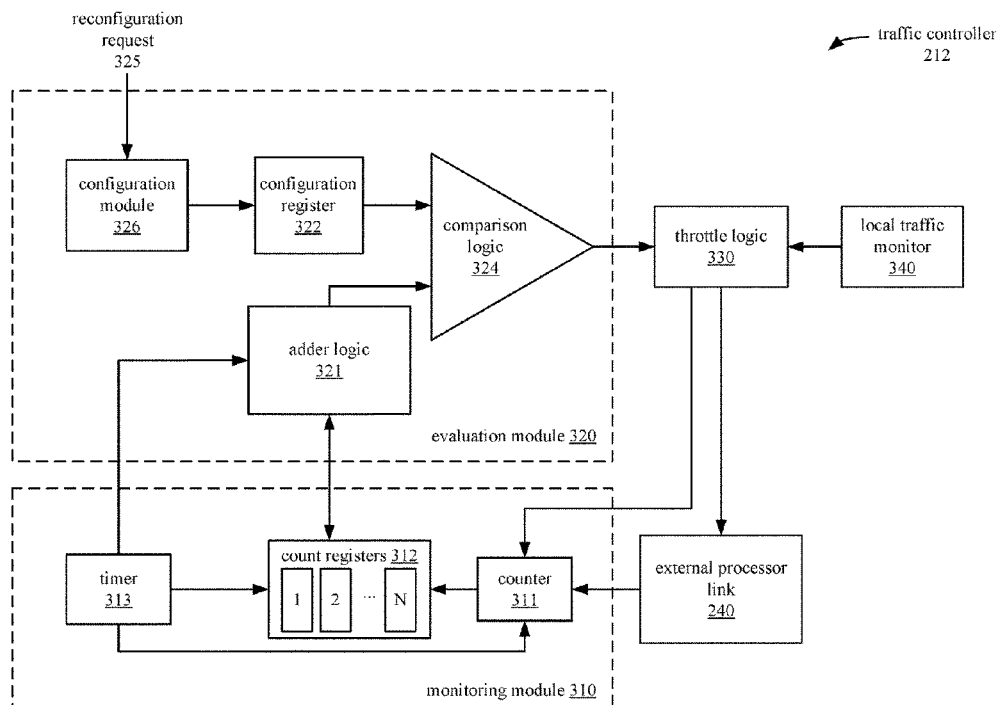 reconfiguration
request
325
traffic controller
212
configuration
module
326
configuration
register
322
comparison
logic
324
throttle logic
330
local traffic
monitor
340
adder logic
321
evaluation module 320
timer
313
count registers 312
1 2 ... N
counter
311
external processor
link
240
monitoring module 310